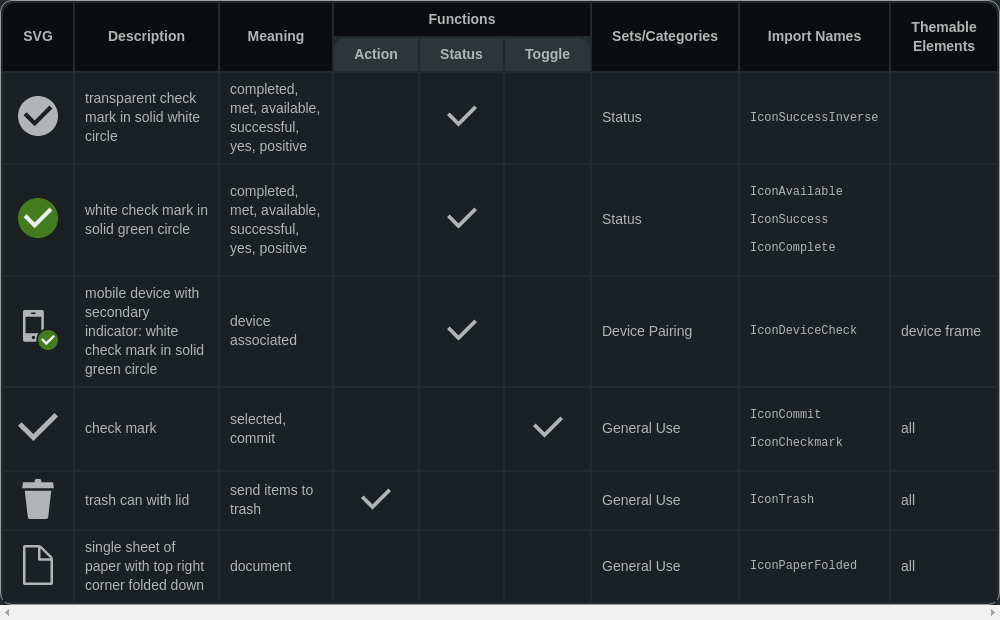 SVG
Description
Meaning
Functions
Action
Status
Toggle
Sets/Categories
Import Names
Themable
Elements
transparent check
mark in solid white
circle
completed,
met, available,
successful,
yes, positive
Status
IconSuccessInverse
white check mark in
solid green circle
completed,
met, available,
successful,
yes, positive
Status
IconAvailable
IconSuccess
IconComplete
mobile device with
secondary
indicator: white
check mark in solid
green circle
device
associated
Device Pairing
IconDeviceCheck
device frame
check mark
selected,
commit
General Use
IconCommit
IconCheckmark
all
trash can with lid
send items to
trash
General Use
IconTrash
all
single sheet of
paper with top right
corner folded down
document
General Use
IconPaperFolded
all